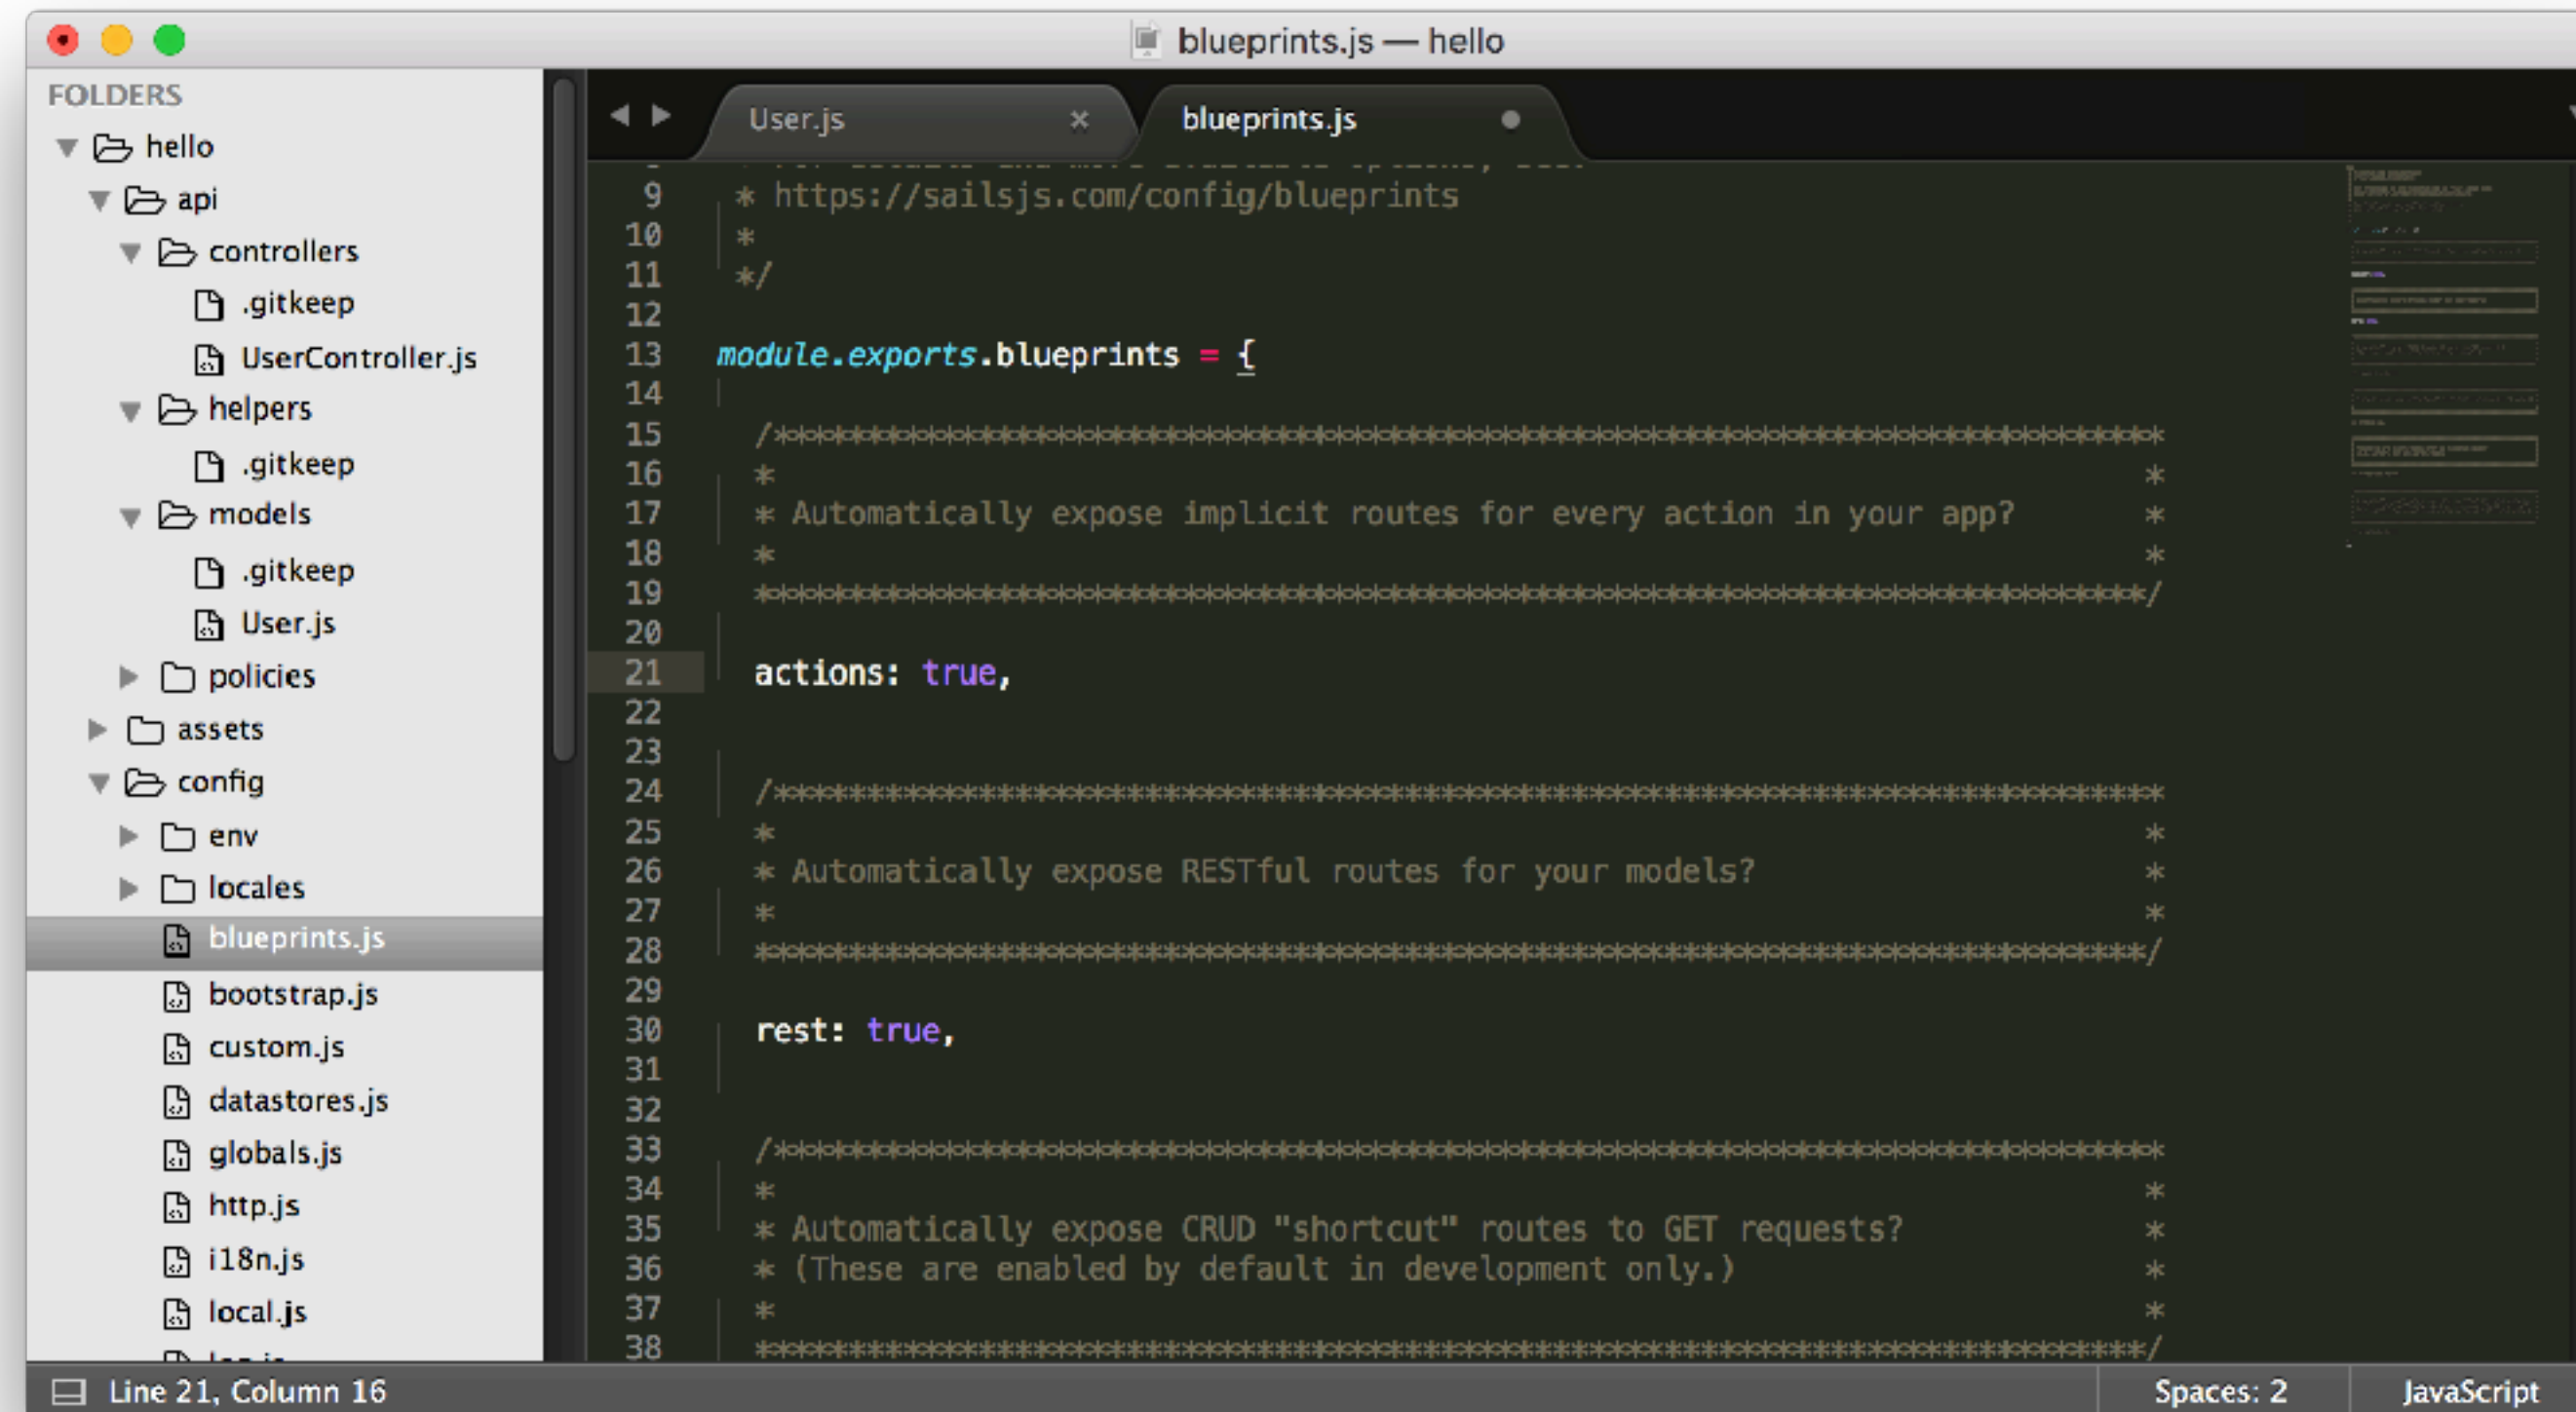 blueprints.js — hello
FOLDERS
hello
api
controllers
.gitkeep
UserController.js
helpers
.gitkeep
models
.gitkeep
User.js
policies
assets
config
env
locales
blueprints.js
bootstrap.js
custom.js
datastores.js
globals.js
http.js
i18n.js
local.js
User.js × blueprints.js
9 * https://sailsjs.com/config/blueprints
10 *
11 */
12
13 module.exports.blueprints = {
14
15 /***************************************************************************
16 * *
17 * Automatically expose implicit routes for every action in your app? *
18 * *
19 ***************************************************************************/
20
21 actions: true,
22
23
24 /***************************************************************************
25 * *
26 * Automatically expose RESTful routes for your models? *
27 * *
28 ***************************************************************************/
29
30 rest: true,
31
32
33 /***************************************************************************
34 * *
35 * Automatically expose CRUD "shortcut" routes to GET requests? *
36 * (These are enabled by default in development only.) *
37 * *
38 ***************************************************************************/
Line 21, Column 16 Spaces: 2 JavaScript